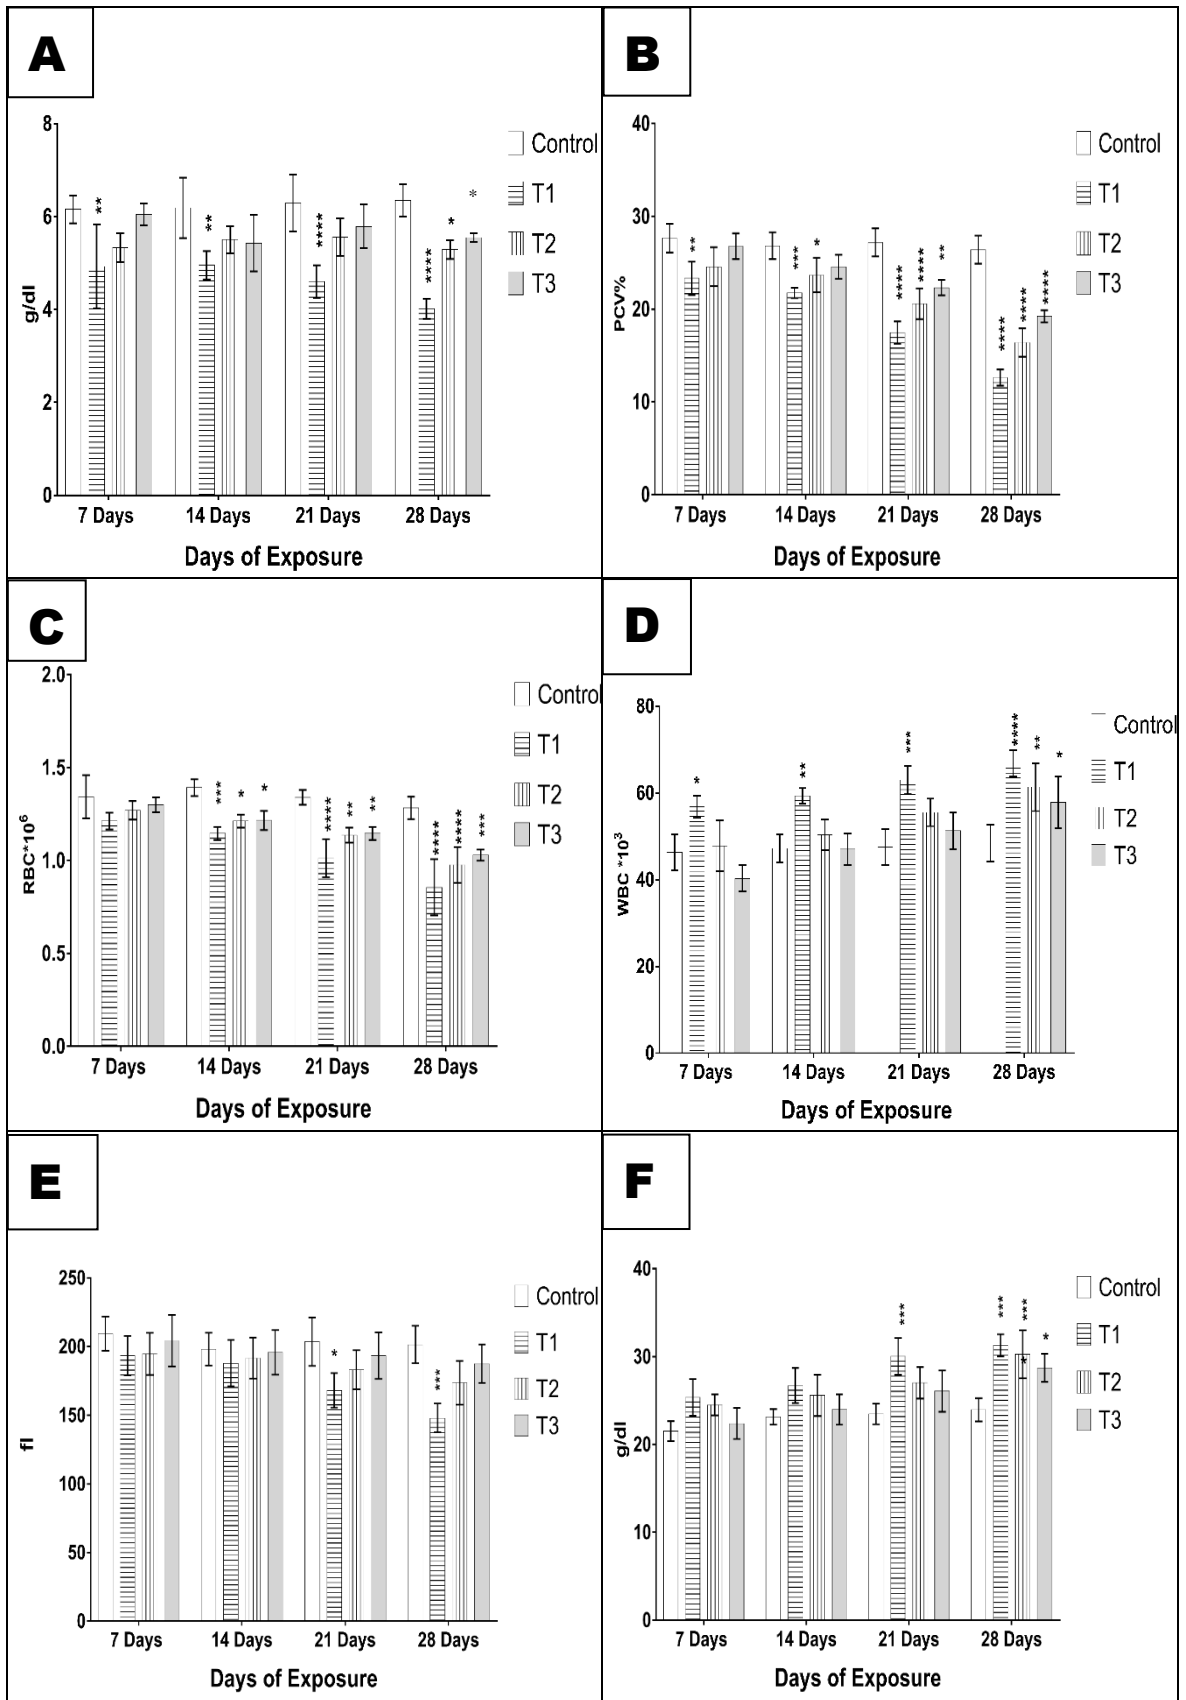 A
g/dl
8
6
4
2
0
** ** **** **** * *
7 Days 14 Days 21 Days 28 Days
Days of Exposure
Control
T1
T2
T3
B
PCV%
40
30
20
10
0
** *** * **** **** ** **** **** ****
7 Days 14 Days 21 Days 28 Days
Days of Exposure
Control
T1
T2
T3
C
RBC*10⁶
2.0
1.5
1.0
0.5
0.0
*** * * **** ** ** **** **** ***
7 Days 14 Days 21 Days 28 Days
Days of Exposure
Control
T1
T2
T3
D
WBC *10³
80
60
40
20
0
* ** *** **** ** *
7 Days 14 Days 21 Days 28 Days
Days of Exposure
Control
T1
T2
T3
E
fl
250
200
150
100
50
0
* ***
7 Days 14 Days 21 Days 28 Days
Days of Exposure
Control
T1
T2
T3
F
g/dl
40
30
20
10
0
*** *** *** * *
7 Days 14 Days 21 Days 28 Days
Days of Exposure
Control
T1
T2
T3